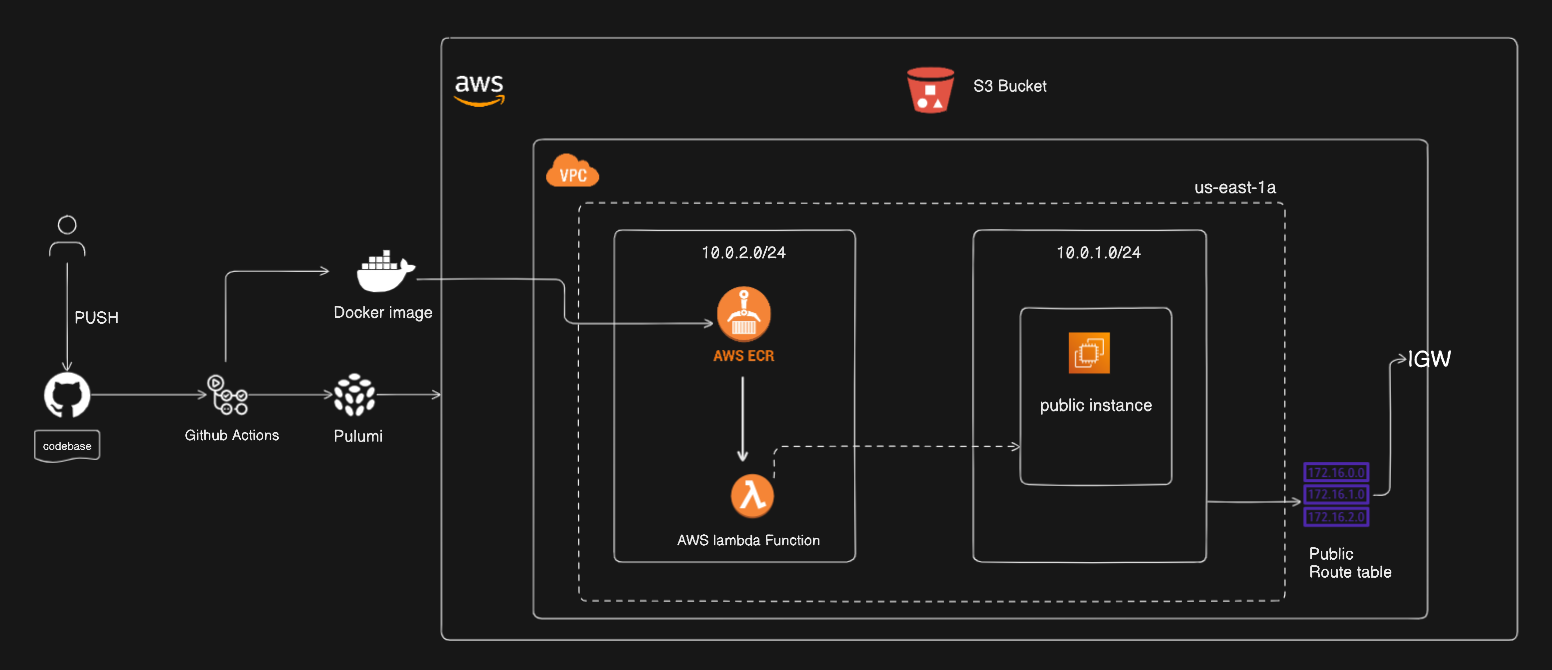 aws
S3 Bucket
VPC
us-east-1a
10.0.2.0/24
10.0.1.0/24
PUSH
Docker image
AWS ECR
IGW
public instance
Github Actions
Pulumi
codebase
172.16.0.0
172.16.1.0
172.16.2.0
AWS lambda Function
Public
Route table